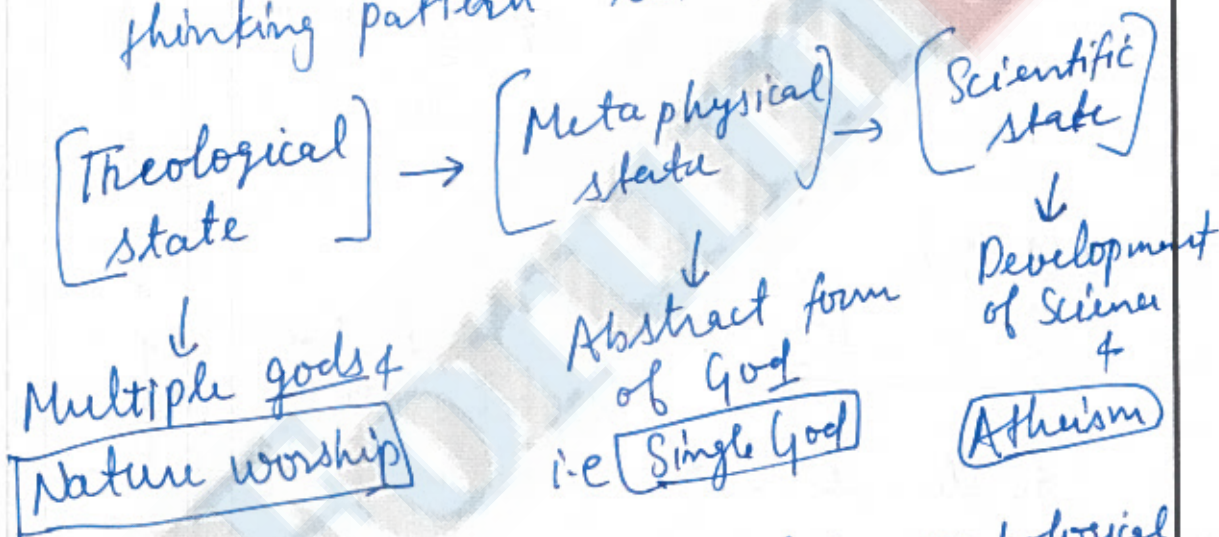 thinking pattern
[Theological state] → [Metaphysical state] → [Scientific state]
↓ ↓ ↓
Multiple gods & Nature worship
Abstract form of God i.e Single God
Development of Science & Atheism